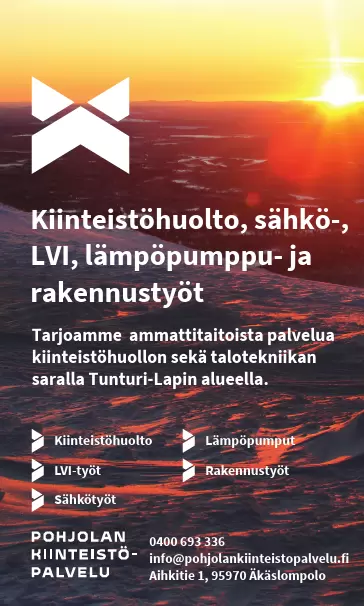 Kiinteistöhuolto, sähkö-,
LVI, lämpöpumppu- ja
rakennustyöt
Tarjoamme ammattitaitoista palvelua
kiinteistöhuollon sekä talotekniikan
saralla Tunturi-Lapin alueella.
Kiinteistöhuolto
LVI-työt
Sähkötyöt
Lämpöpumput
Rakennustyöt
POHJOLAN
KIINTEISTÖ-
PALVELU
0400 693 336
info@pohjolankiinteistopalvelu.fi
Aihkitie 1, 95970 Äkäslompolo